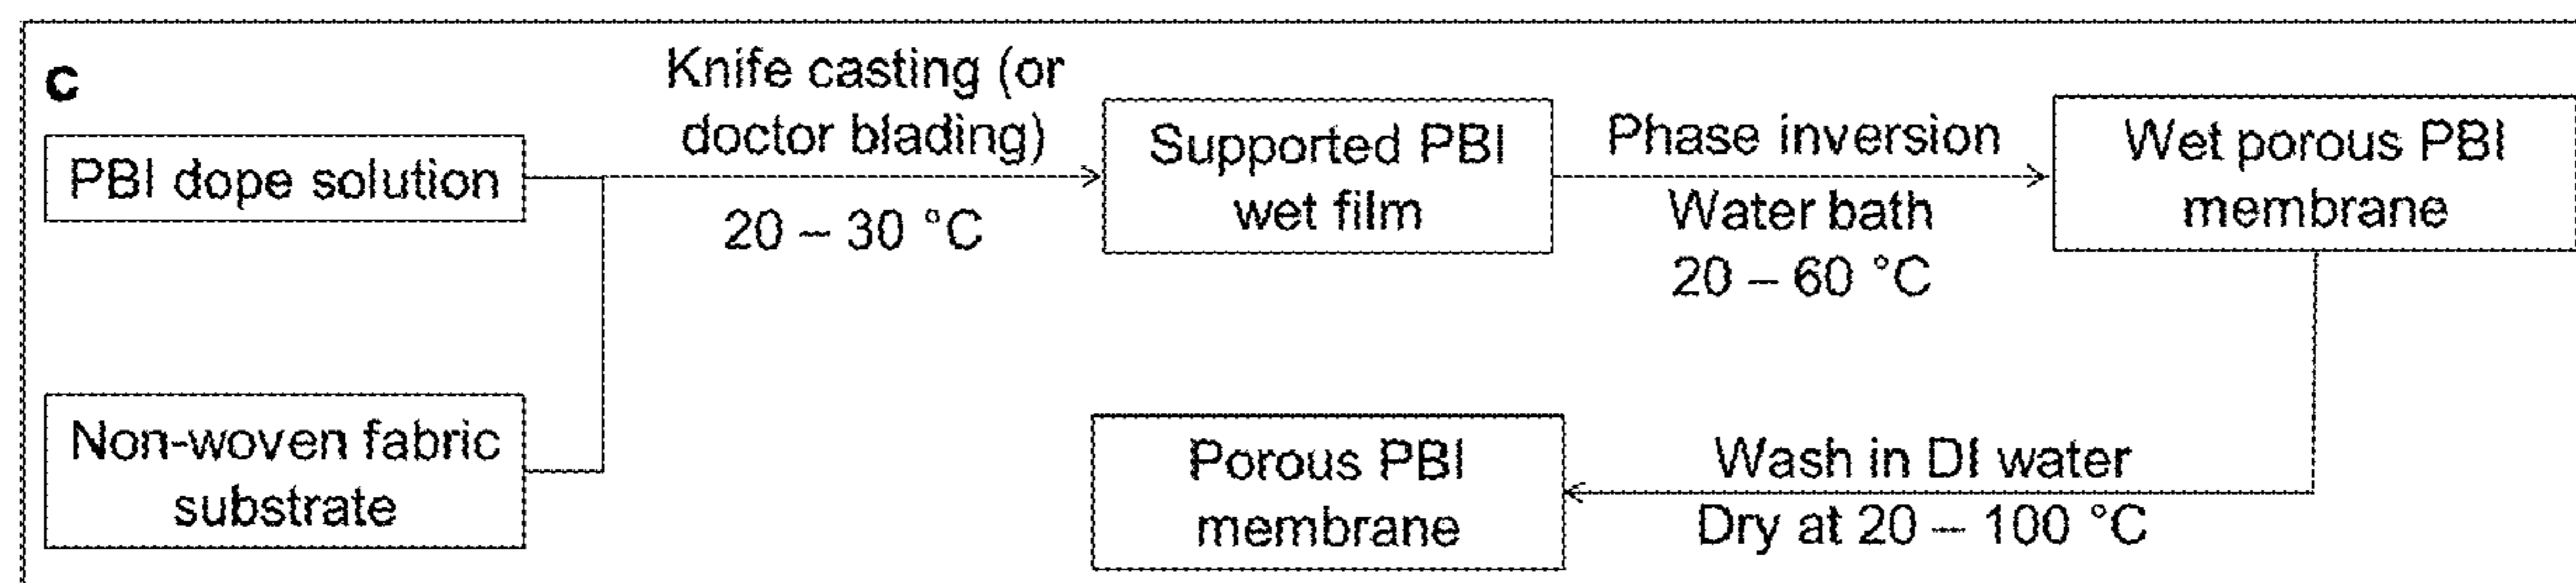 c
PBI dope solution
Non-woven fabric
substrate
Knife casting (or
doctor blading)
20 – 30 °C
Supported PBI
wet film
Phase inversion
Water bath
20 – 60 °C
Wet porous PBI
membrane
Wash in DI water
Dry at 20 – 100 °C
Porous PBI
membrane